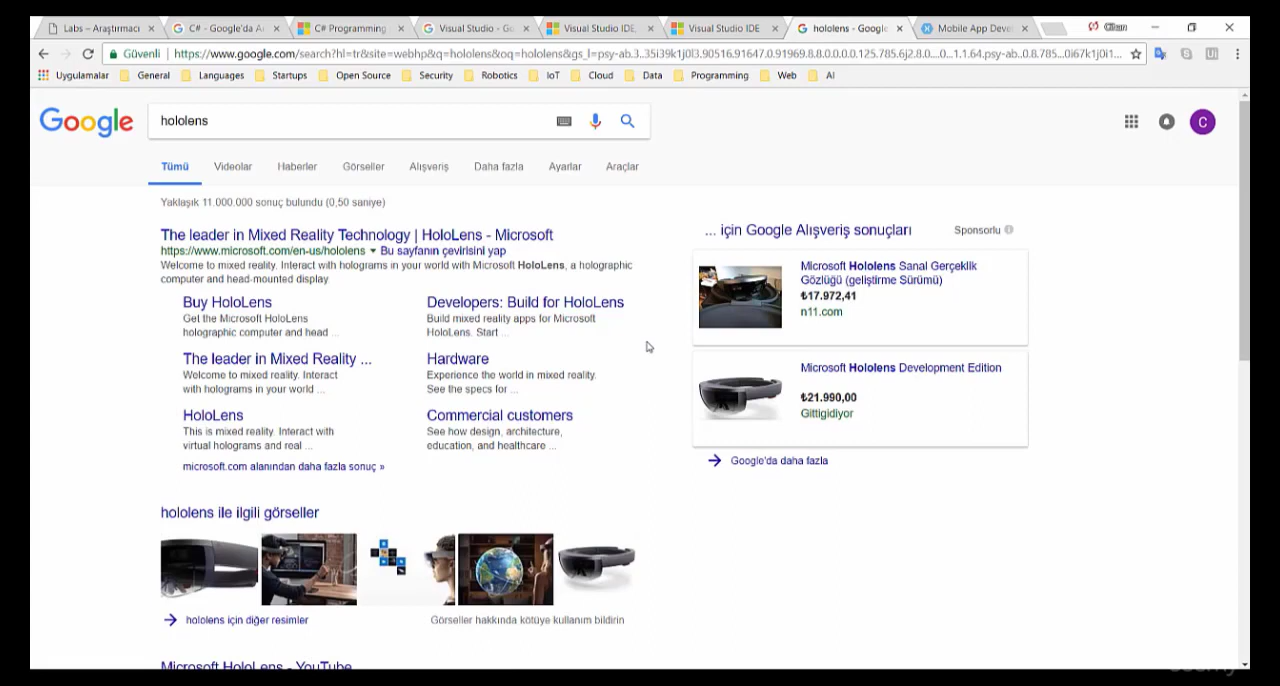 Labs – Araştırmacı
C# - Google'da Ar
C# Programming
Visual Studio - Go
Visual Studio IDE,
Visual Studio IDE
hololens - Google
Mobile App Deve
Güvenli
https://www.google.com/search?hl=tr&site=webhp&q=hololens&oq=hololens&gs_l=psy-ab.3..35i39k1j0l3.90516.91647.0.91969.8.8.0.0.0.0.125.785.6j2.8.0....0...1.1.64.psy-ab..0.8.785...0i67k1j0i1...
Uygulamalar
General
Languages
Startups
Open Source
Security
Robotics
IoT
Cloud
Data
Programming
Web
AI
Google
hololens
C
Tümü
Videolar
Haberler
Görseller
Alışveriş
Daha fazla
Ayarlar
Araçlar
Yaklaşık 11.000.000 sonuç bulundu (0,50 saniye)
The leader in Mixed Reality Technology | HoloLens - Microsoft
https://www.microsoft.com/en-us/hololens ▾ Bu sayfanın çevirisini yap
Welcome to mixed reality. Interact with holograms in your world with Microsoft HoloLens, a holographic
computer and head-mounted display
Buy HoloLens
Get the Microsoft HoloLens
holographic computer and head ...
Developers: Build for HoloLens
Build mixed reality apps for Microsoft
HoloLens. Start ...
The leader in Mixed Reality ...
Welcome to mixed reality. Interact
with holograms in your world ...
Hardware
Experience the world in mixed reality.
See the specs for ...
HoloLens
This is mixed reality. Interact with
virtual holograms and real ...
Commercial customers
See how design, architecture,
education, and healthcare ...
microsoft.com alanından daha fazla sonuç »
hololens ile ilgili görseller
hololens için diğer resimler
Görseller hakkında kötüye kullanım bildirin
Microsoft HoloLens - YouTube
... için Google Alışveriş sonuçları
Sponsorlu
Microsoft Hololens Sanal Gerçeklik
Gözlüğü (geliştirme Sürümü)
₺17.972,41
n11.com
Microsoft Hololens Development Edition
₺21.990,00
Gittigidiyor
Google'da daha fazla